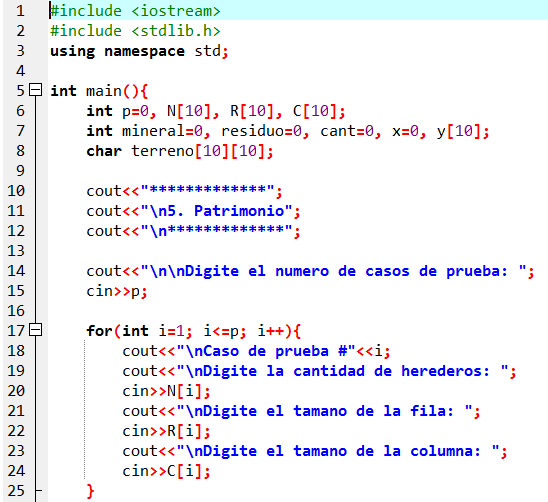 1 #include <iostream>
2 #include <stdlib.h>
3 using namespace std;
4
5 int main(){
6 int p=0, N[10], R[10], C[10];
7 int mineral=0, residuo=0, cant=0, x=0, y[10];
8 char terreno[10][10];
9
10 cout<<"*************";
11 cout<<"\n5. Patrimonio";
12 cout<<"\n*************";
13
14 cout<<"\n\nDigite el numero de casos de prueba: ";
15 cin>>p;
16
17 for(int i=1; i<=p; i++){
18 cout<<"\nCaso de prueba #"<<i;
19 cout<<"\nDigite la cantidad de herederos: ";
20 cin>>N[i];
21 cout<<"\nDigite el tamano de la fila: ";
22 cin>>R[i];
23 cout<<"\nDigite el tamano de la columna: ";
24 cin>>C[i];
25 }